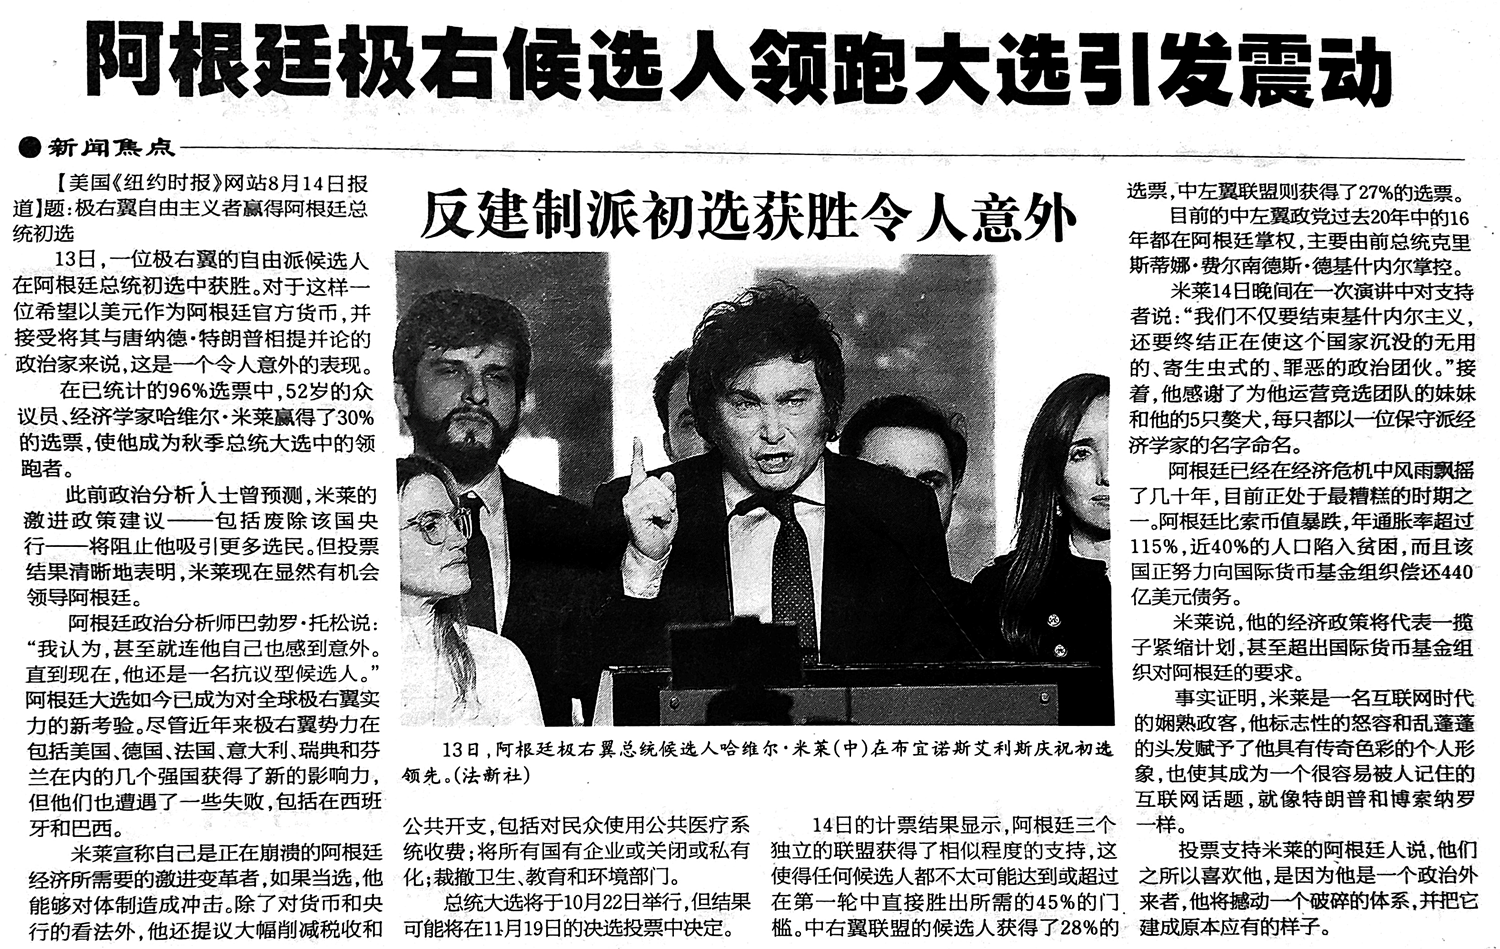 阿根廷极右候选人领跑大选引发震动
●新闻焦点
反建制派初选获胜令人意外
【美国《纽约时报》网站8月14日报
道】题:极右翼自由主义者赢得阿根廷总
统初选
13日,一位极右翼的自由派候选人
在阿根廷总统初选中获胜。对于这样一
位希望以美元作为阿根廷官方货币,并
接受将其与唐纳德·特朗普相提并论的
政治家来说,这是一个令人意外的表现。
在已统计的96%选票中,52岁的众
议员、经济学家哈维尔·米莱赢得了30%
的选票,使他成为秋季总统大选中的领
跑者。
此前政治分析人士曾预测,米莱的
激进政策建议——包括废除该国央
行——将阻止他吸引更多选民。但投票
结果清晰地表明,米莱现在显然有机会
领导阿根廷。
阿根廷政治分析师巴勃罗·托松说:
“我认为,甚至就连他自己也感到意外。
直到现在,他还是一名抗议型候选人。”
阿根廷大选如今已成为对全球极右翼实
力的新考验。尽管近年来极右翼势力在
包括美国、德国、法国、意大利、瑞典和芬
兰在内的几个强国获得了新的影响力,
但他们也遭遇了一些失败,包括在西班
牙和巴西。
米莱宣称自己是正在崩溃的阿根廷
经济所需要的激进变革者,如果当选,他
能够对体制造成冲击。除了对货币和央
行的看法外,他还提议大幅削减税收和
13日,阿根廷极右翼总统候选人哈维尔·米莱(中)在布宜诺斯艾利斯庆祝初选
领先。(法新社)
公共开支,包括对民众使用公共医疗系
统收费;将所有国有企业或关闭或私有
化;裁撤卫生、教育和环境部门。
总统大选将于10月22日举行,但结果
可能将在11月19日的决选投票中决定。
14日的计票结果显示,阿根廷三个
独立的联盟获得了相似程度的支持,这
使得任何候选人都不太可能达到或超过
在第一轮中直接胜出所需的45%的门
槛。中右翼联盟的候选人获得了28%的
选票,中左翼联盟则获得了27%的选票。
目前的中左翼政党过去20年中的16
年都在阿根廷掌权,主要由前总统克里
斯蒂娜·费尔南德斯·德基什内尔掌控。
米莱14日晚间在一次演讲中对支持
者说:“我们不仅要结束基什内尔主义,
还要终结正在使这个国家沉没的无用
的、寄生虫式的、罪恶的政治团伙。”接
着,他感谢了为他运营竞选团队的妹妹
和他的5只獒犬,每只都以一位保守派经
济学家的名字命名。
阿根廷已经在经济危机中风雨飘摇
了几十年,目前正处于最糟糕的时期之
一。阿根廷比索币值暴跌,年通胀率超过
115%,近40%的人口陷入贫困,而且该
国正努力向国际货币基金组织偿还440
亿美元债务。
米莱说,他的经济政策将代表一揽
子紧缩计划,甚至超出国际货币基金组
织对阿根廷的要求。
事实证明,米莱是一名互联网时代
的娴熟政客,他标志性的怒容和乱蓬蓬
的头发赋予了他具有传奇色彩的个人形
象,也使其成为一个很容易被人记住的
互联网话题,就像特朗普和博索纳罗
一样。
投票支持米莱的阿根廷人说,他们
之所以喜欢他,是因为他是一个政治外
来者,他将撼动一个破碎的体系,并把它
建成原本应有的样子。